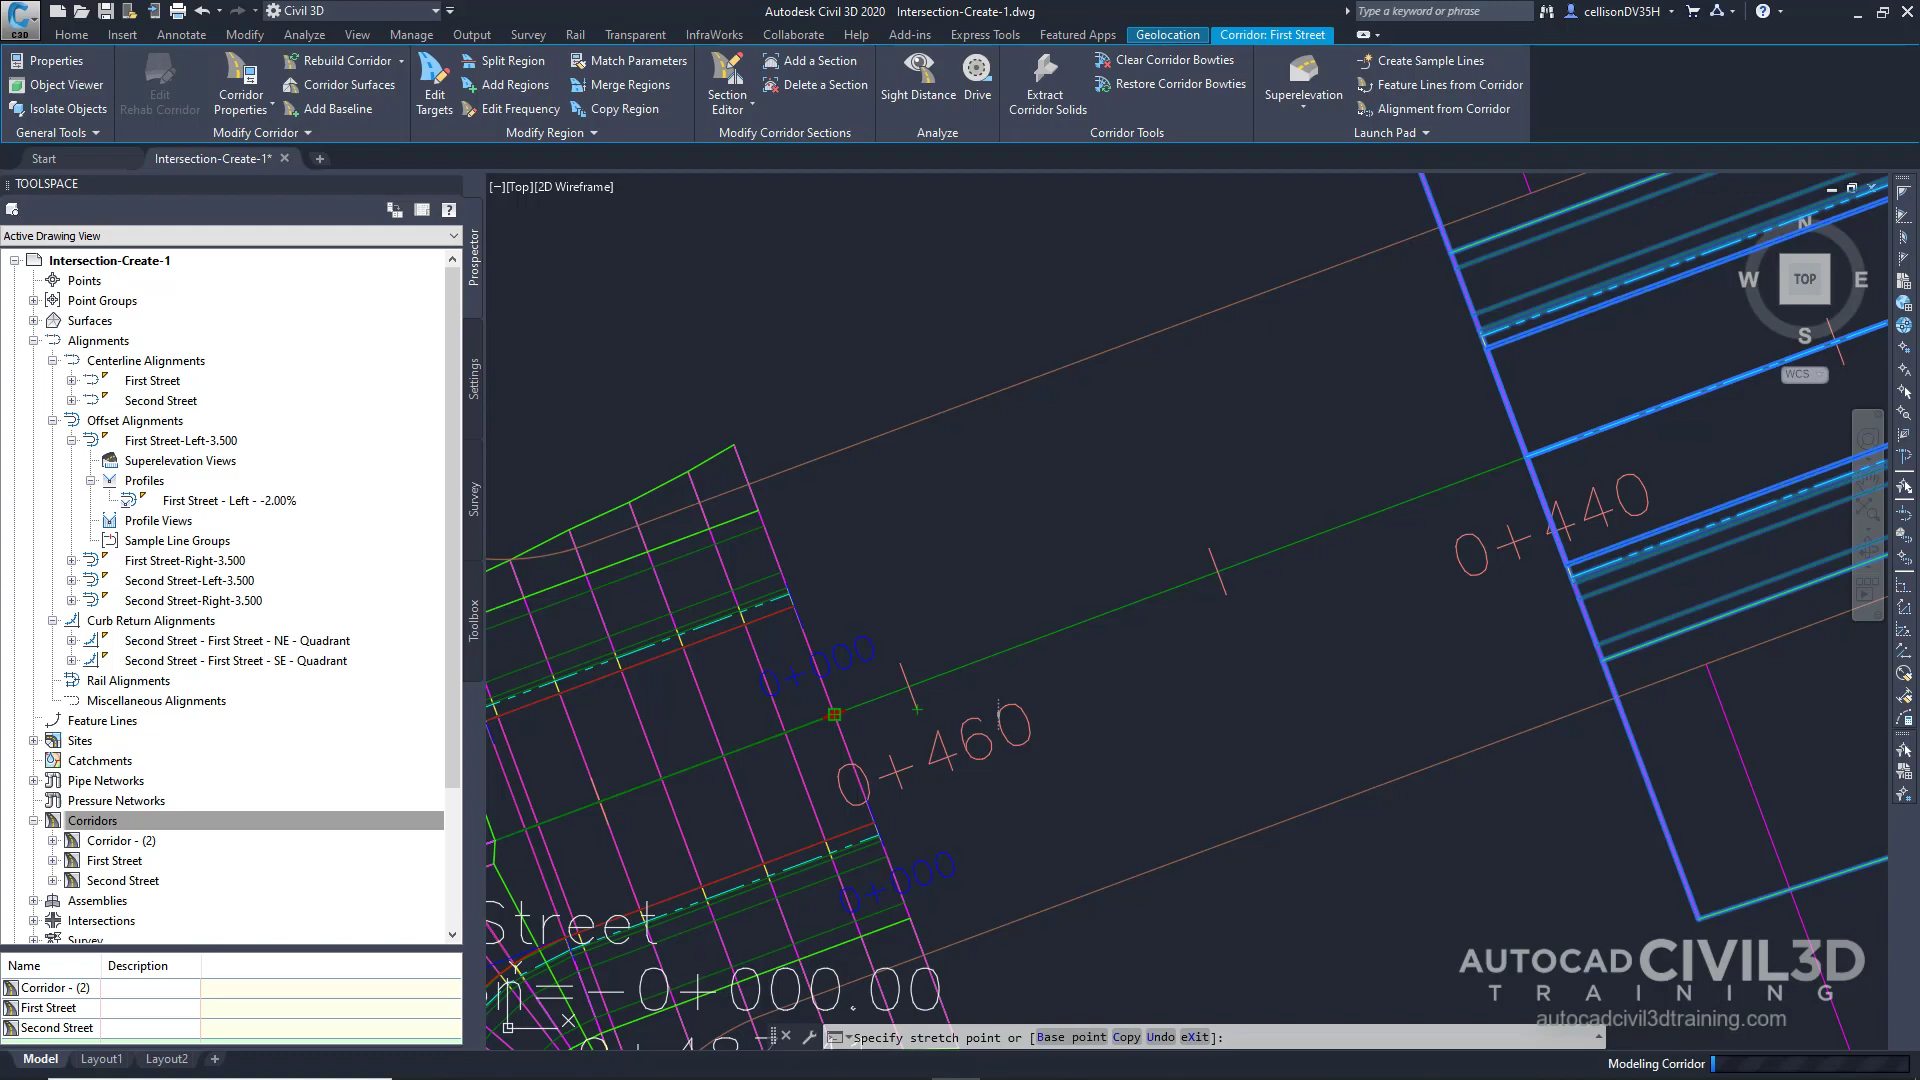 C3D
Civil 3D
Autodesk Civil 3D 2020 Intersection-Create-1.dwg
Type a keyword or phrase
cellisonDV35H
Home Insert Annotate Modify Analyze View Manage Output Survey Rail Transparent InfraWorks Collaborate Help Add-ins Express Tools Featured Apps Geolocation Corridor: First Street
Properties
Object Viewer
Isolate Objects
General Tools
Edit Rehab Corridor
Corridor Properties
Rebuild Corridor
Corridor Surfaces
Add Baseline
Modify Corridor
Edit Targets
Split Region
Add Regions
Edit Frequency
Match Parameters
Merge Regions
Copy Region
Modify Region
Section Editor
Add a Section
Delete a Section
Modify Corridor Sections
Sight Distance
Drive
Analyze
Extract Corridor Solids
Clear Corridor Bowties
Restore Corridor Bowties
Corridor Tools
Superelevation
Create Sample Lines
Feature Lines from Corridor
Alignment from Corridor
Launch Pad
Start
Intersection-Create-1*
TOOLSPACE
Active Drawing View
Intersection-Create-1
Points
Point Groups
Surfaces
Alignments
Centerline Alignments
First Street
Second Street
Offset Alignments
First Street-Left-3.500
Superelevation Views
Profiles
First Street - Left - -2.00%
Profile Views
Sample Line Groups
First Street-Right-3.500
Second Street-Left-3.500
Second Street-Right-3.500
Curb Return Alignments
Second Street - First Street - NE - Quadrant
Second Street - First Street - SE - Quadrant
Rail Alignments
Miscellaneous Alignments
Feature Lines
Sites
Catchments
Pipe Networks
Pressure Networks
Corridors
Corridor - (2)
First Street
Second Street
Assemblies
Intersections
Survey
Prospector
Settings
Survey
Toolbox
Name Description
Corridor - (2)
First Street
Second Street
[−][Top][2D Wireframe]
N
W TOP E
S
WCS
0+440
0+000
0+460
0+000
Street
n=-0+000.00
Y
X
AUTOCAD CIVIL3D
TRAINING
autocadcivil3dtraining.com
Specify stretch point or [Base point Copy Undo eXit]:
Model Layout1 Layout2
Modeling Corridor